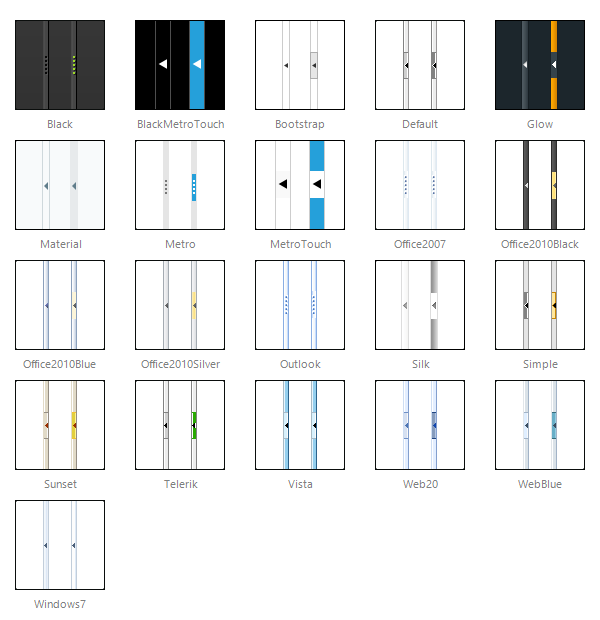 Black
BlackMetroTouch
Bootstrap
Default
Glow
Material
Metro
MetroTouch
Office2007
Office2010Black
Office2010Blue
Office2010Silver
Outlook
Silk
Simple
Sunset
Telerik
Vista
Web20
WebBlue
Windows7